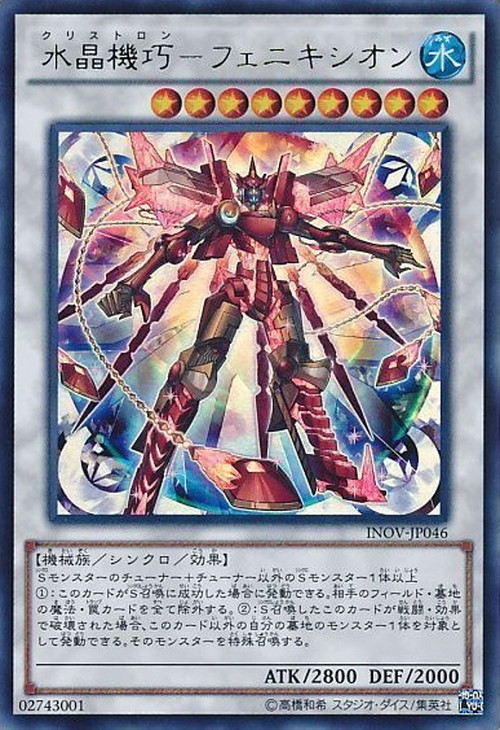 クリストロン
水晶機巧－フェニキシオン
みず
水
INOV-JP046
【機械族／シンクロ／効果】
Sモンスターのチューナー＋チューナー以外のSモンスター1体以上
①：このカードがS召喚に成功した場合に発動できる。相手のフィールド・墓地
の魔法・罠カードを全て除外する。②：S召喚したこのカードが戦闘・効果
で破壊された場合、このカード以外の自分の墓地のモンスター1体を対象と
して発動できる。そのモンスターを特殊召喚する。
ATK/2800 DEF/2000
02743001 ©高橋和希 スタジオ・ダイス/集英社